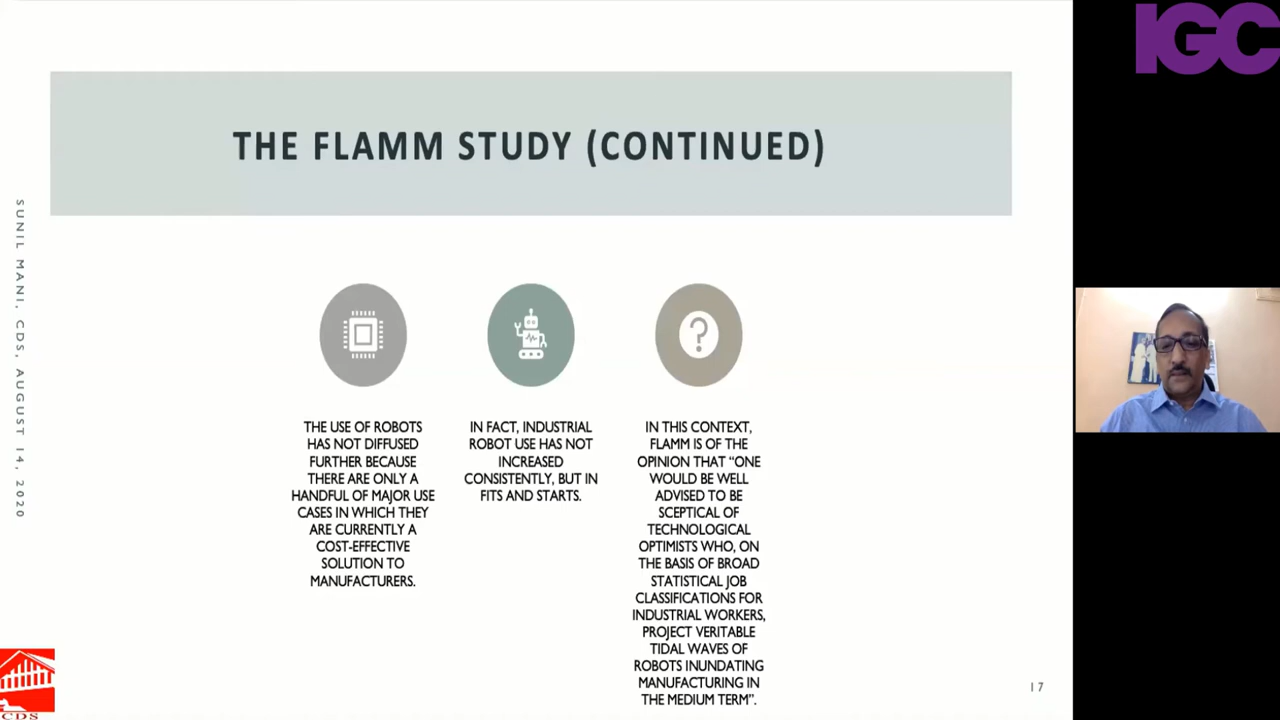 IGC
THE FLAMM STUDY (CONTINUED)
SUNIL MANI, CDS, AUGUST 14, 2020
THE USE OF ROBOTS
HAS NOT DIFFUSED
FURTHER BECAUSE
THERE ARE ONLY A
HANDFUL OF MAJOR USE
CASES IN WHICH THEY
ARE CURRENTLY A
COST-EFFECTIVE
SOLUTION TO
MANUFACTURERS.
IN FACT, INDUSTRIAL
ROBOT USE HAS NOT
INCREASED
CONSISTENTLY, BUT IN
FITS AND STARTS.
IN THIS CONTEXT,
FLAMM IS OF THE
OPINION THAT “ONE
WOULD BE WELL
ADVISED TO BE
SCEPTICAL OF
TECHNOLOGICAL
OPTIMISTS WHO, ON
THE BASIS OF BROAD
STATISTICAL JOB
CLASSIFICATIONS FOR
INDUSTRIAL WORKERS,
PROJECT VERITABLE
TIDAL WAVES OF
ROBOTS INUNDATING
MANUFACTURING IN
THE MEDIUM TERM”.
17
CDS